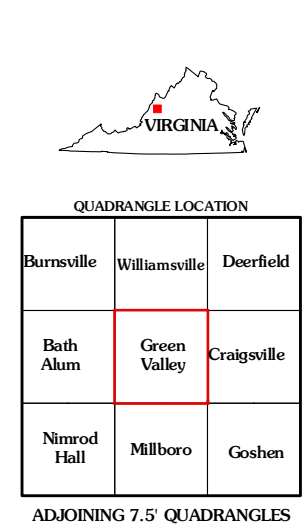 VIRGINIA
QUADRANGLE LOCATION
Burnsville
Williamsville
Deerfield
Bath
Alum
Green
Valley
Craigsville
Nimrod
Hall
Millboro
Goshen
ADJOINING 7.5' QUADRANGLES